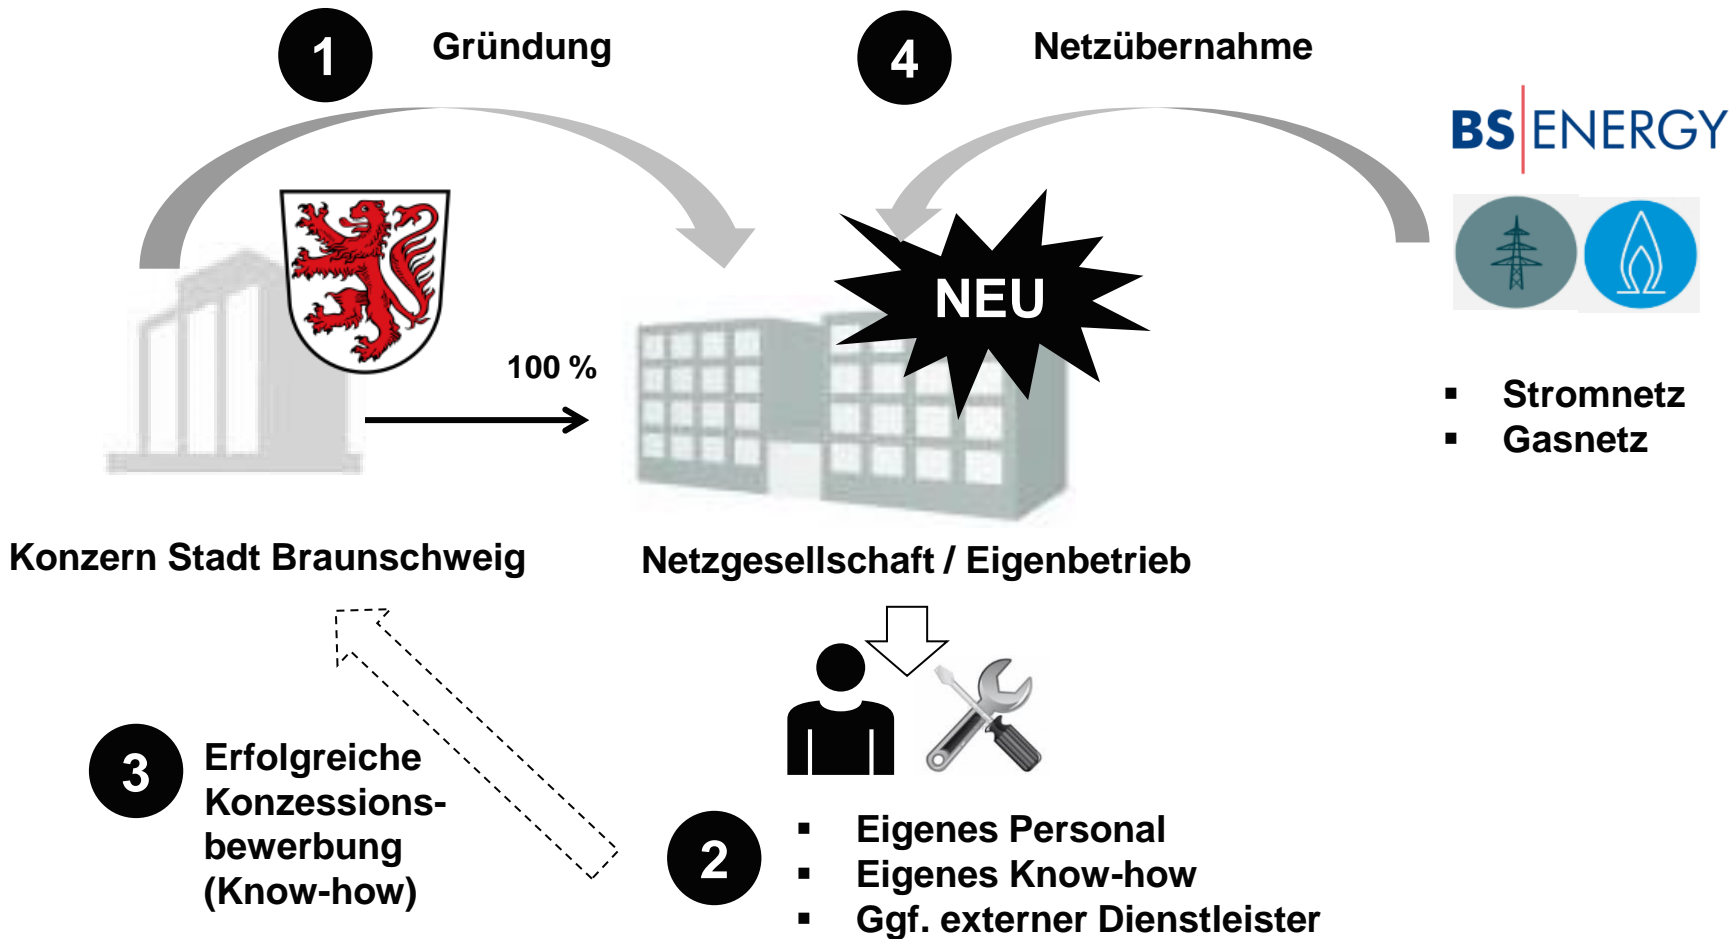 1 Gründung
4 Netzübernahme
BS ENERGY
NEU
100 %
▪ Stromnetz
▪ Gasnetz
Konzern Stadt Braunschweig
Netzgesellschaft / Eigenbetrieb
3 Erfolgreiche
Konzessions-
bewerbung
(Know-how)
2
▪ Eigenes Personal
▪ Eigenes Know-how
▪ Ggf. externer Dienstleister